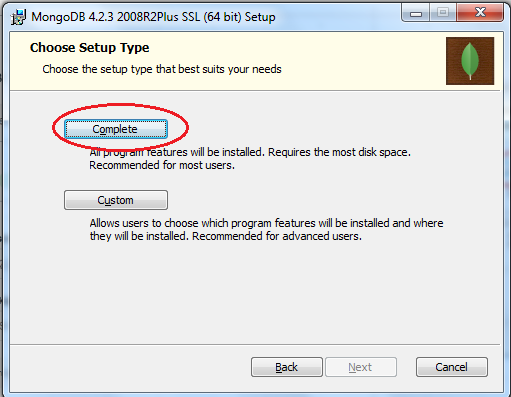 MongoDB 4.2.3 2008R2Plus SSL (64 bit) Setup
Choose Setup Type
Choose the setup type that best suits your needs
Complete
All program features will be installed. Requires the most disk space.
Recommended for most users.
Custom
Allows users to choose which program features will be installed and where
they will be installed. Recommended for advanced users.
Back Next Cancel